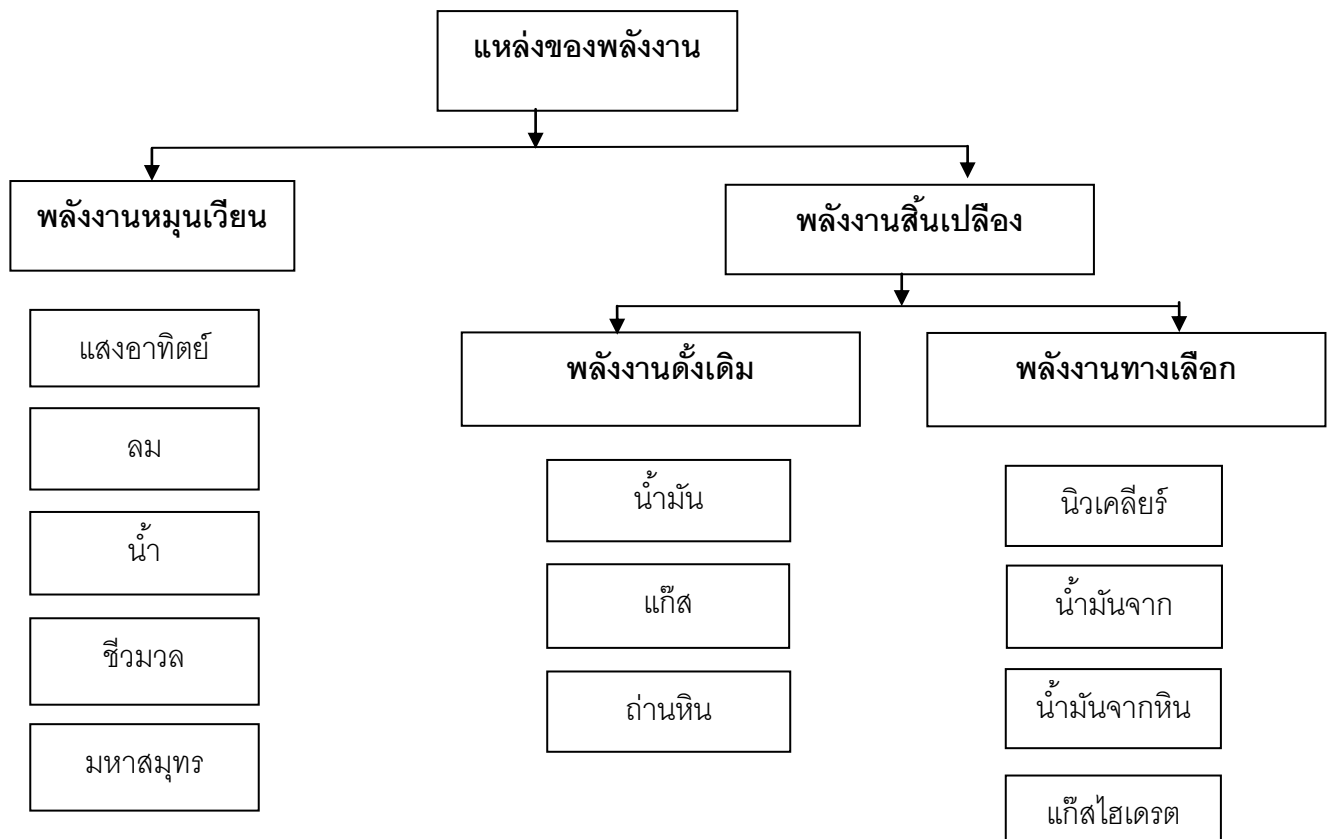 แหล่งของพลังงาน
พลังงานหมุนเวียน
พลังงานสิ้นเปลือง
แสงอาทิตย์
ลม
น้ำ
ชีวมวล
มหาสมุทร
พลังงานดั้งเดิม
น้ำมัน
แก๊ส
ถ่านหิน
พลังงานทางเลือก
นิวเคลียร์
น้ำมันจาก
น้ำมันจากหิน
แก๊สไฮเดรต